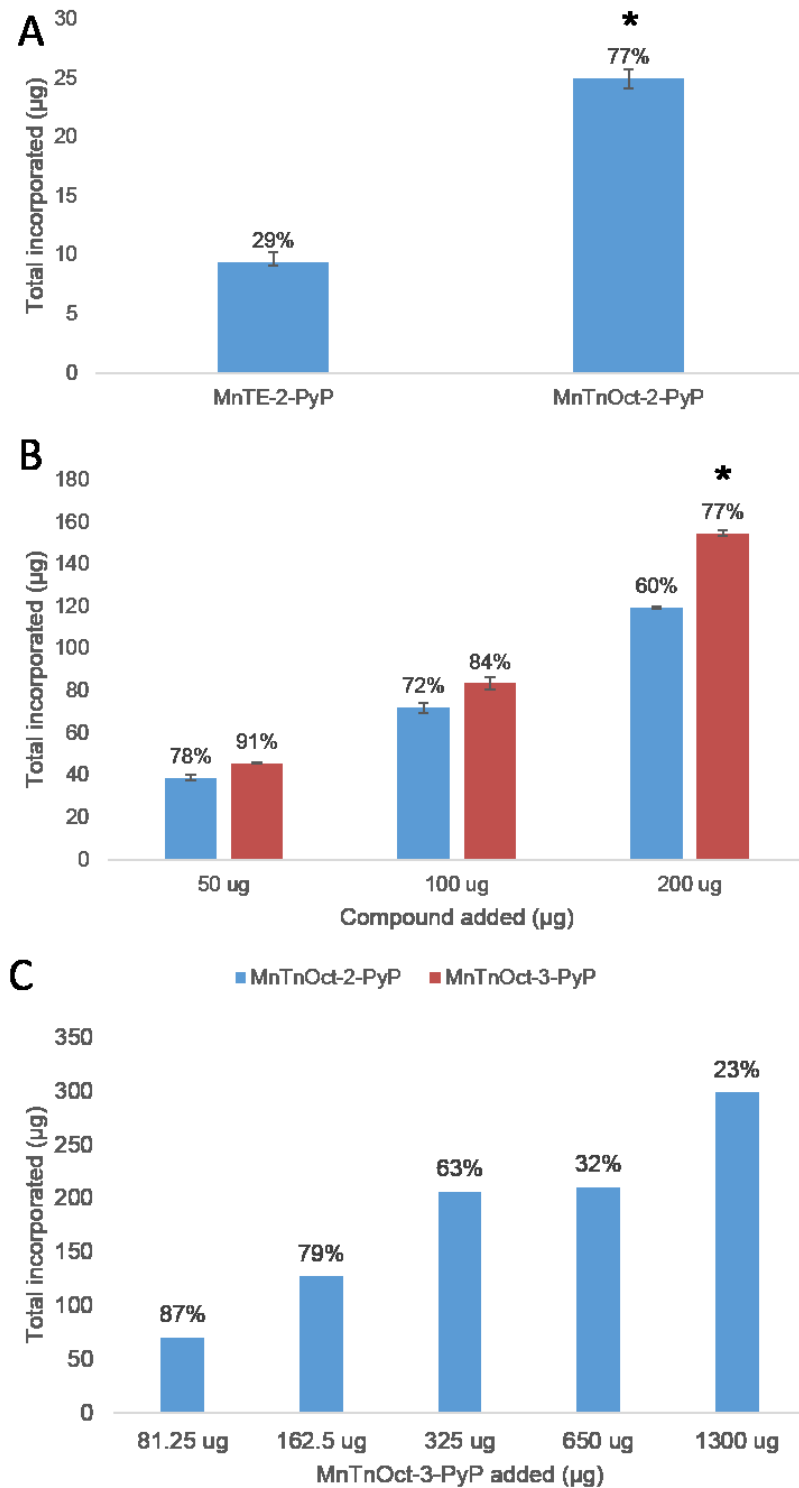 A
Total incorporated (µg)
30
25
20
15
10
5
0
29%
*
77%
MnTE-2-PyP
MnTnOct-2-PyP
B
Total incorporated (µg)
180
160
140
120
100
80
60
40
20
0
78%
91%
72%
84%
60%
*
77%
50 ug
100 ug
200 ug
Compound added (µg)
MnTnOct-2-PyP
MnTnOct-3-PyP
C
Total incorporated (µg)
350
300
250
200
150
100
50
0
87%
79%
63%
32%
23%
81.25 ug
162.5 ug
325 ug
650 ug
1300 ug
MnTnOct-3-PyP added (µg)